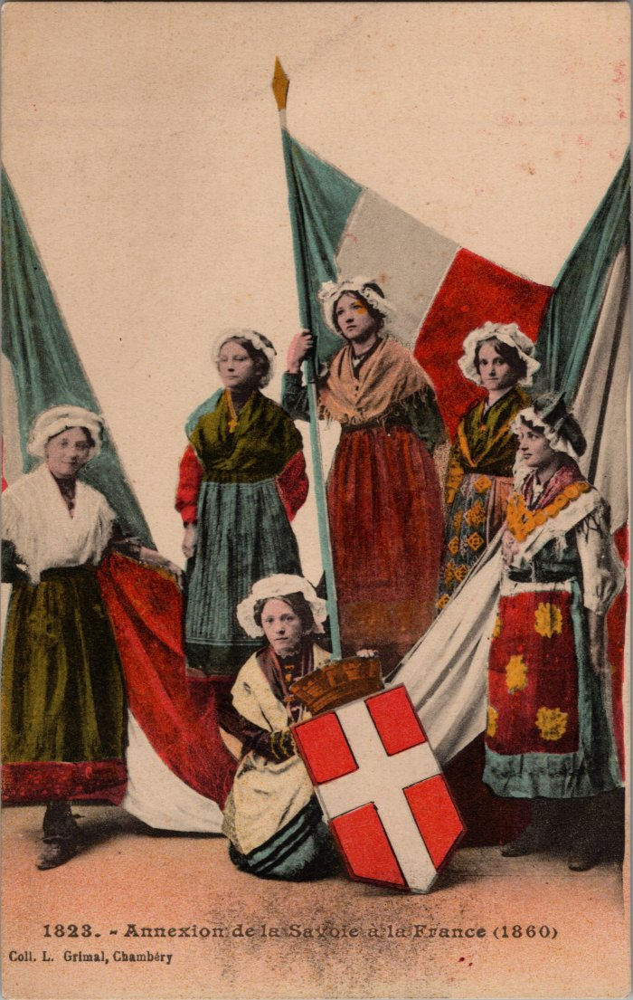 1823. - Annexion de la Savoie à la France (1860)
Coll. L. Grimal, Chambéry